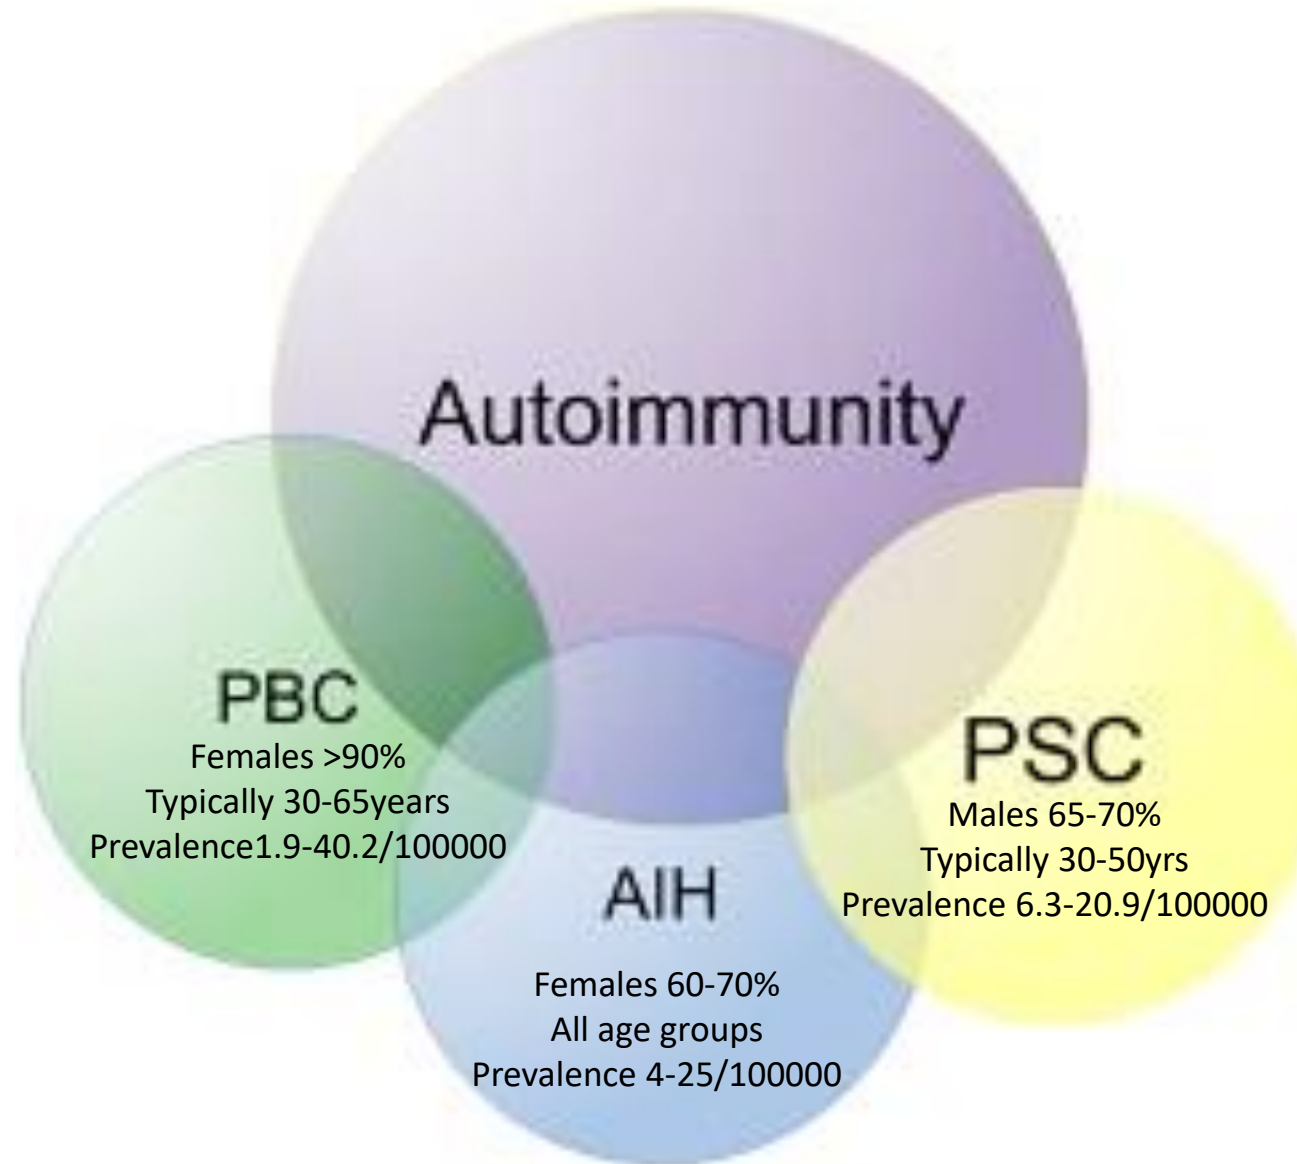 Autoimmunity
PBC
Females >90%
Typically 30-65years
Prevalence1.9-40.2/100000
PSC
Males 65-70%
Typically 30-50yrs
Prevalence 6.3-20.9/100000
AIH
Females 60-70%
All age groups
Prevalence 4-25/100000